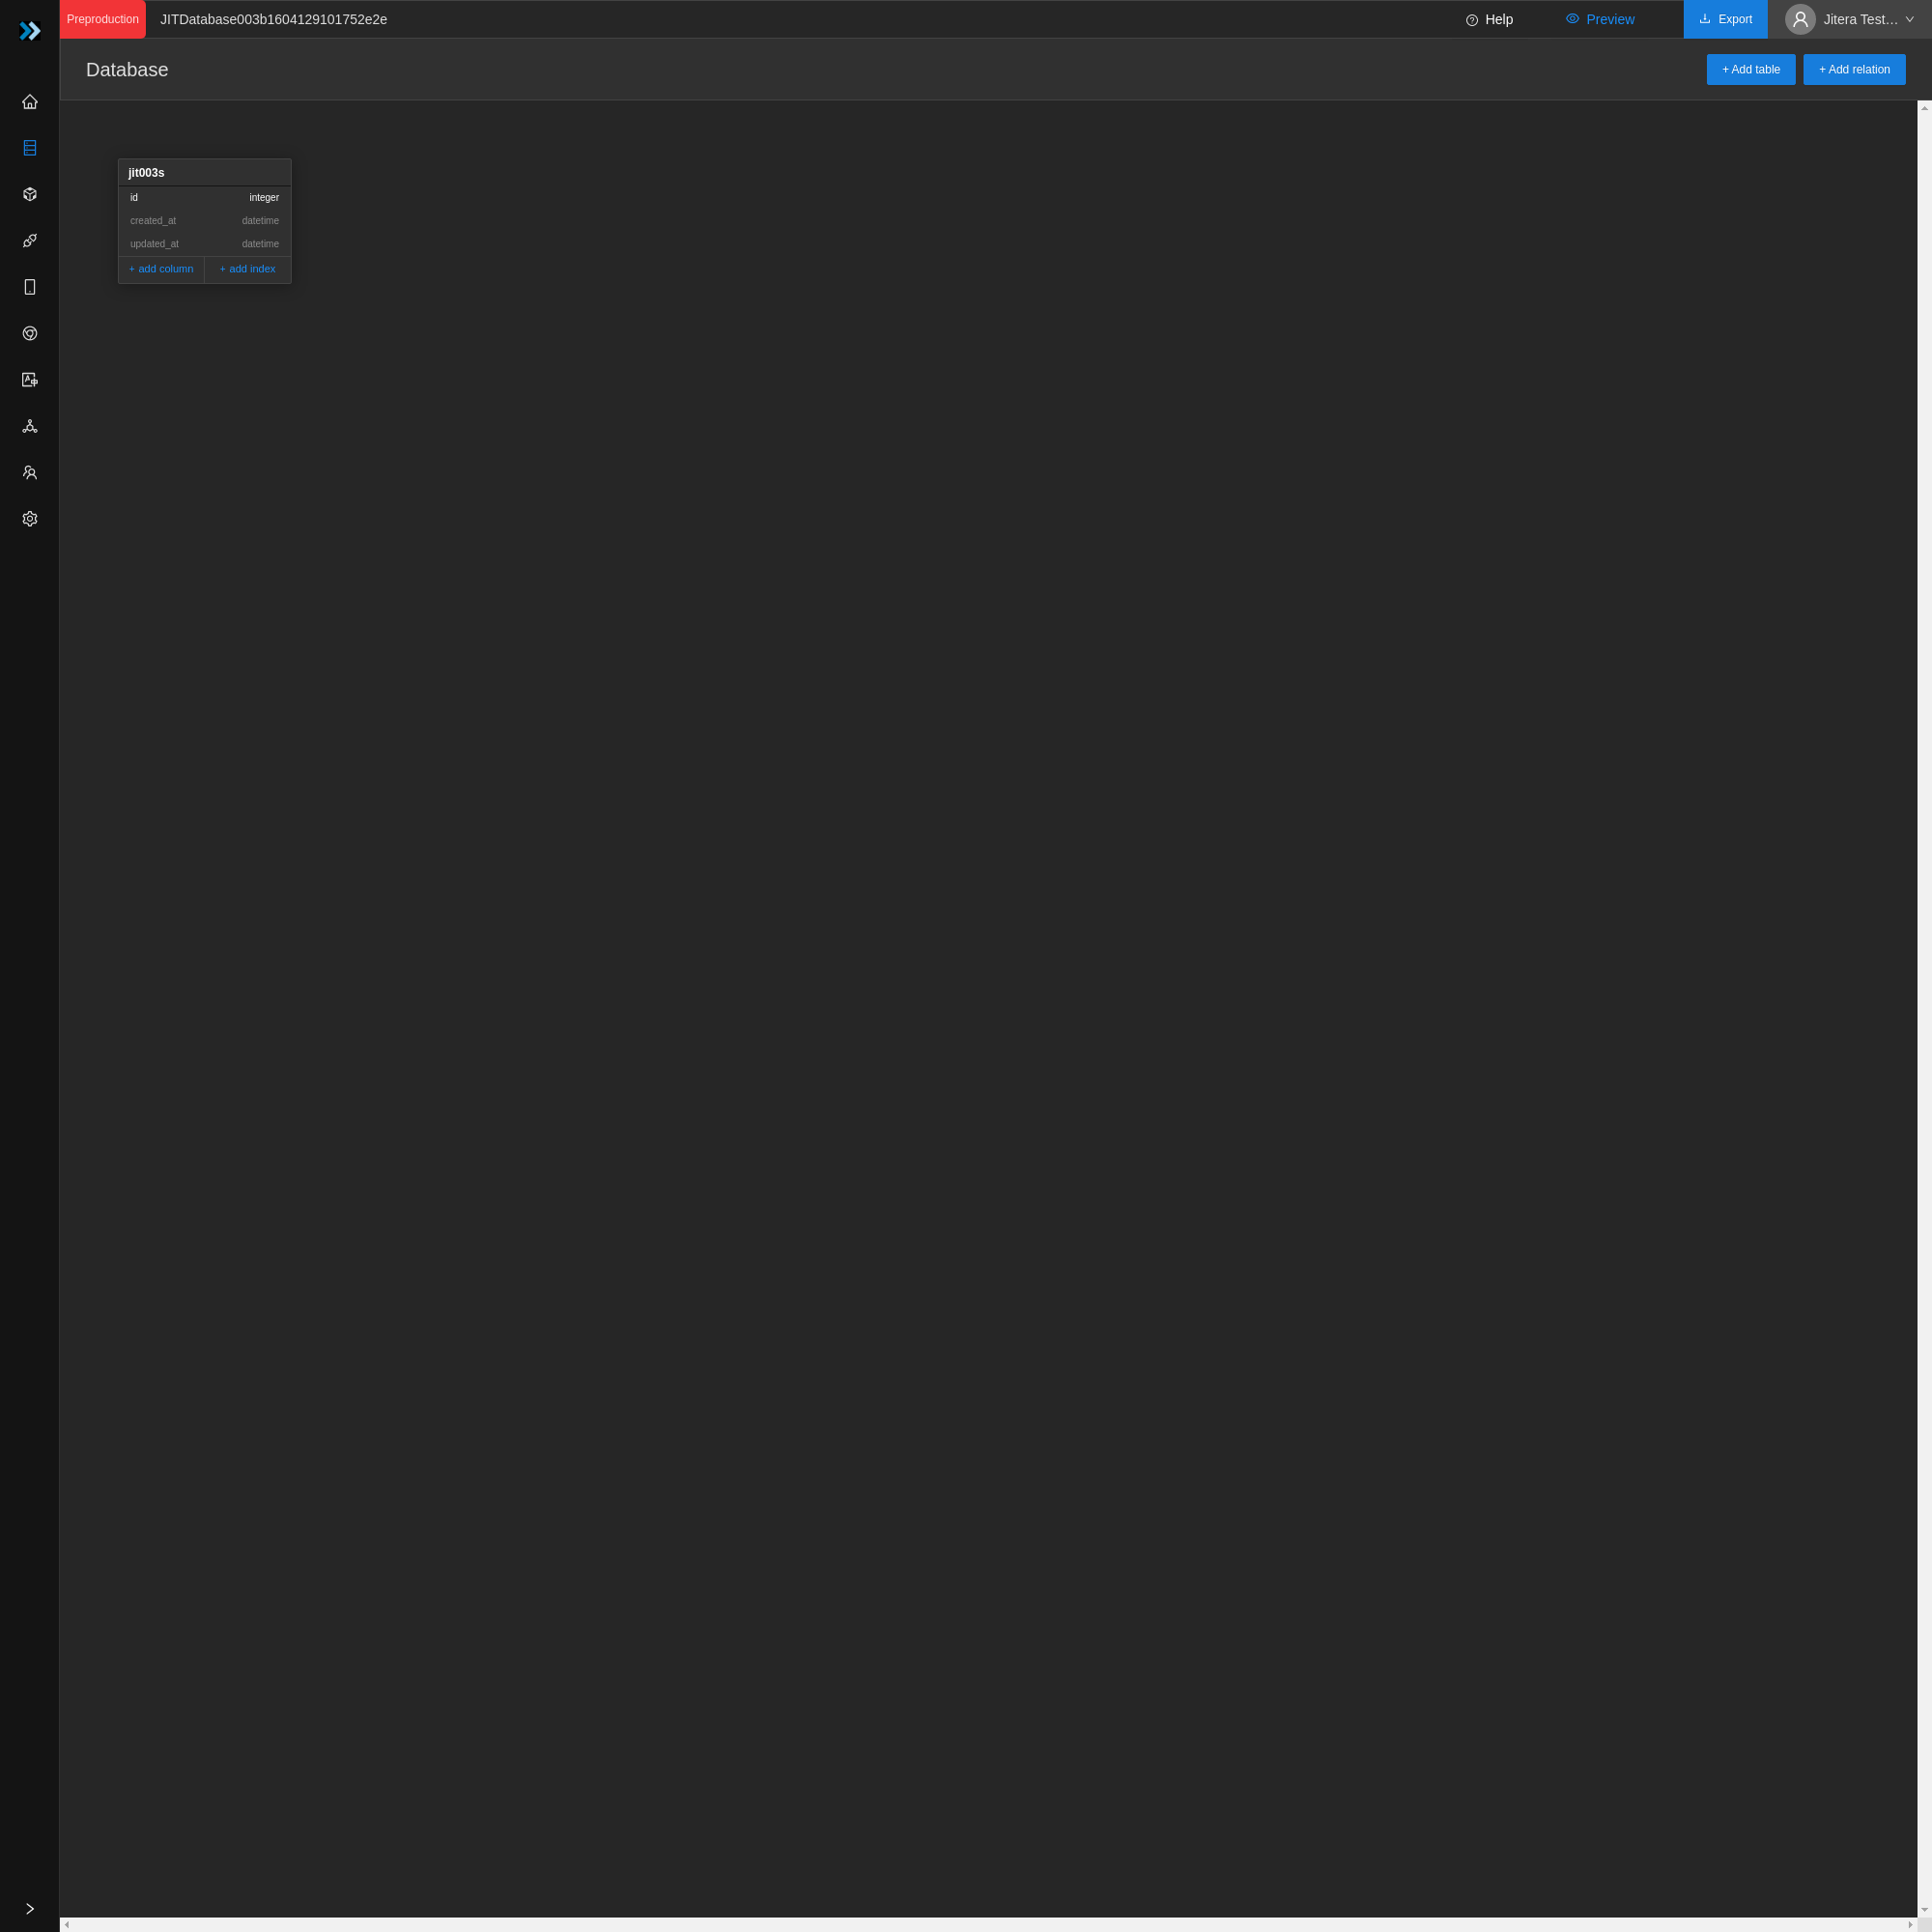 Preproduction JITDatabase003b1604129101752e2e Help Preview Export Jitera Test...
Database + Add table + Add relation
jit003s
id integer
created_at datetime
updated_at datetime
+ add column + add index